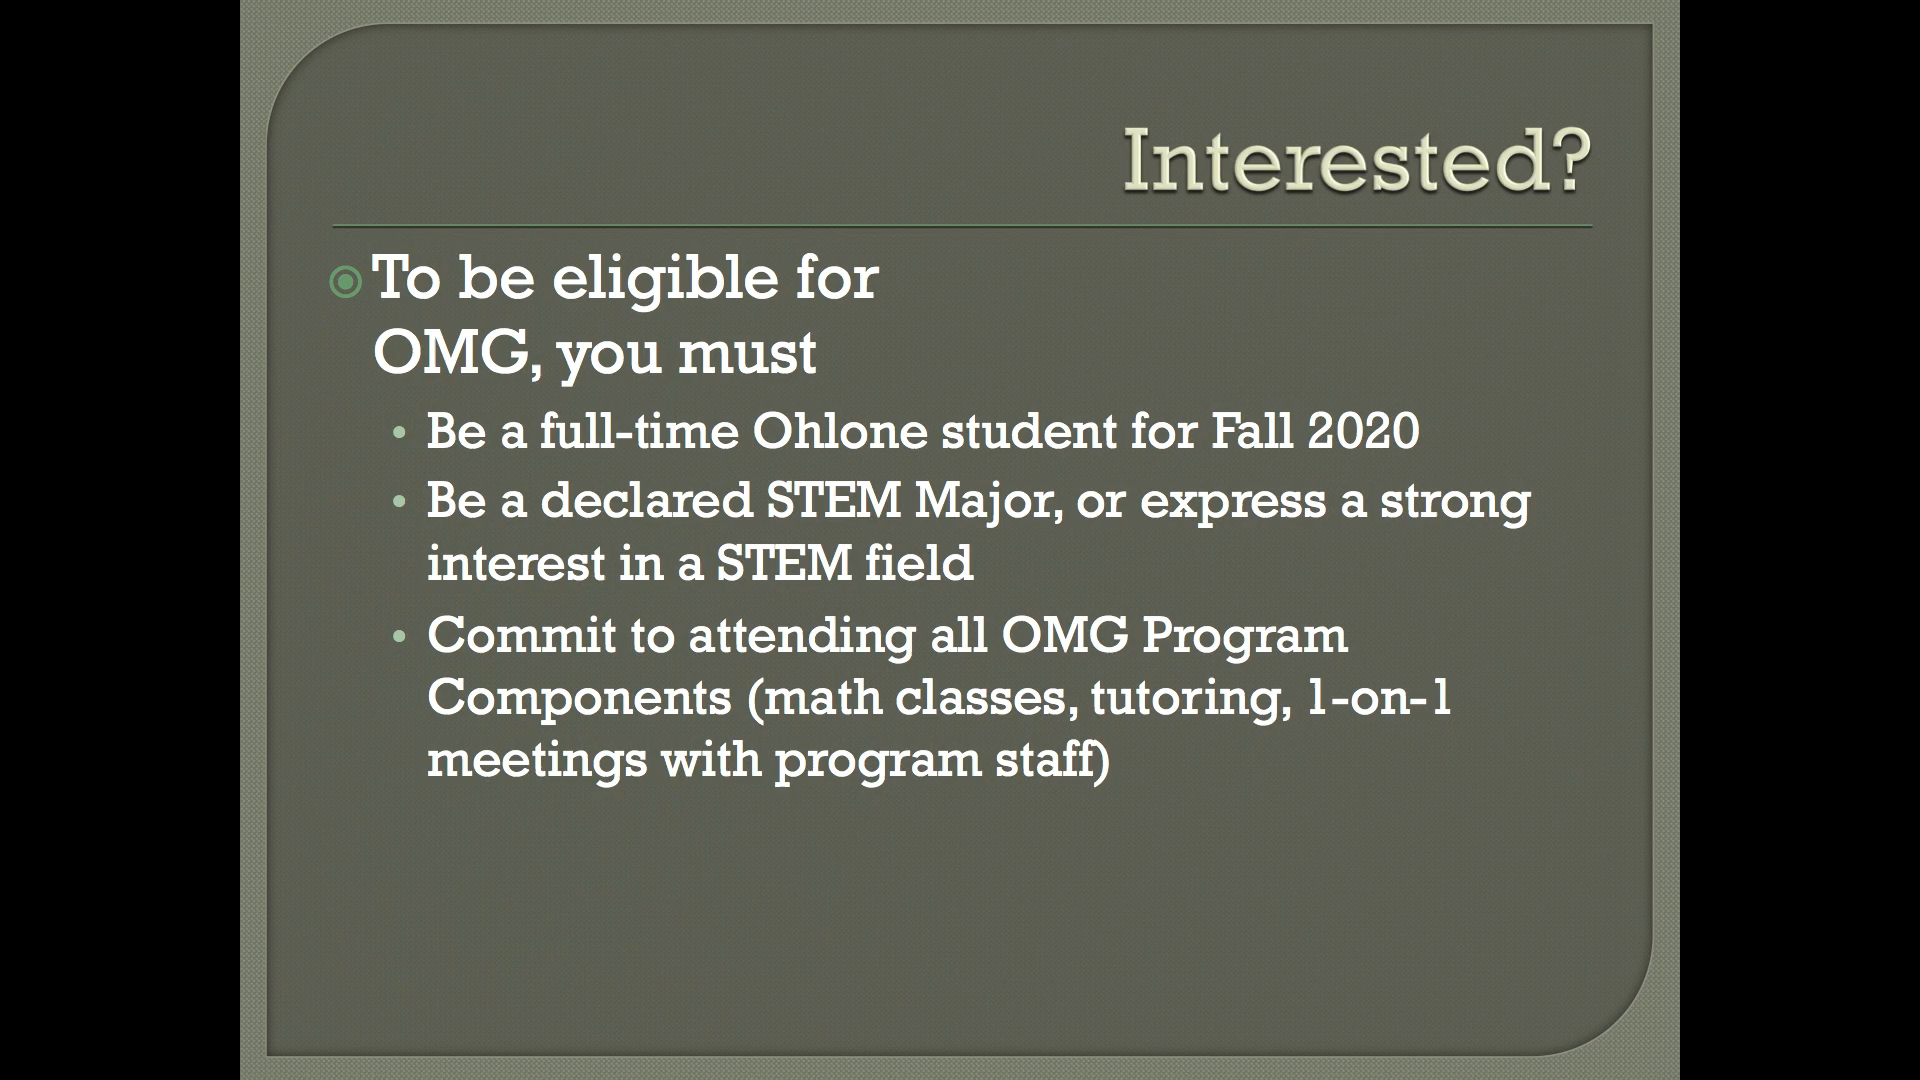 Interested?
To be eligible for
OMG, you must
• Be a full-time Ohlone student for Fall 2020
• Be a declared STEM Major, or express a strong
interest in a STEM field
• Commit to attending all OMG Program
Components (math classes, tutoring, 1-on-1
meetings with program staff)